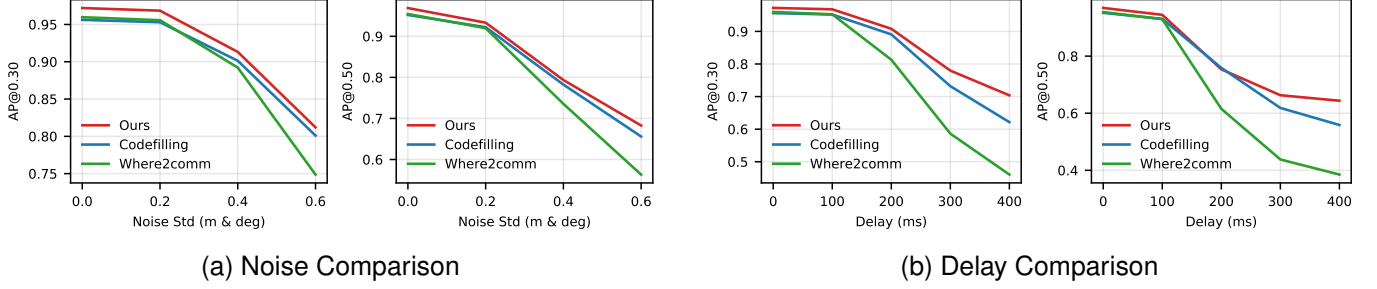 AP@0.30
0.95
0.90
0.85
0.80
0.75
Ours
Codefilling
Where2comm
0.0 0.2 0.4 0.6
Noise Std (m & deg)
AP@0.50
0.9
0.8
0.7
0.6
Ours
Codefilling
Where2comm
0.0 0.2 0.4 0.6
Noise Std (m & deg)
(a) Noise Comparison
AP@0.30
0.9
0.8
0.7
0.6
0.5
Ours
Codefilling
Where2comm
0 100 200 300 400
Delay (ms)
AP@0.50
0.8
0.6
0.4
Ours
Codefilling
Where2comm
0 100 200 300 400
Delay (ms)
(b) Delay Comparison